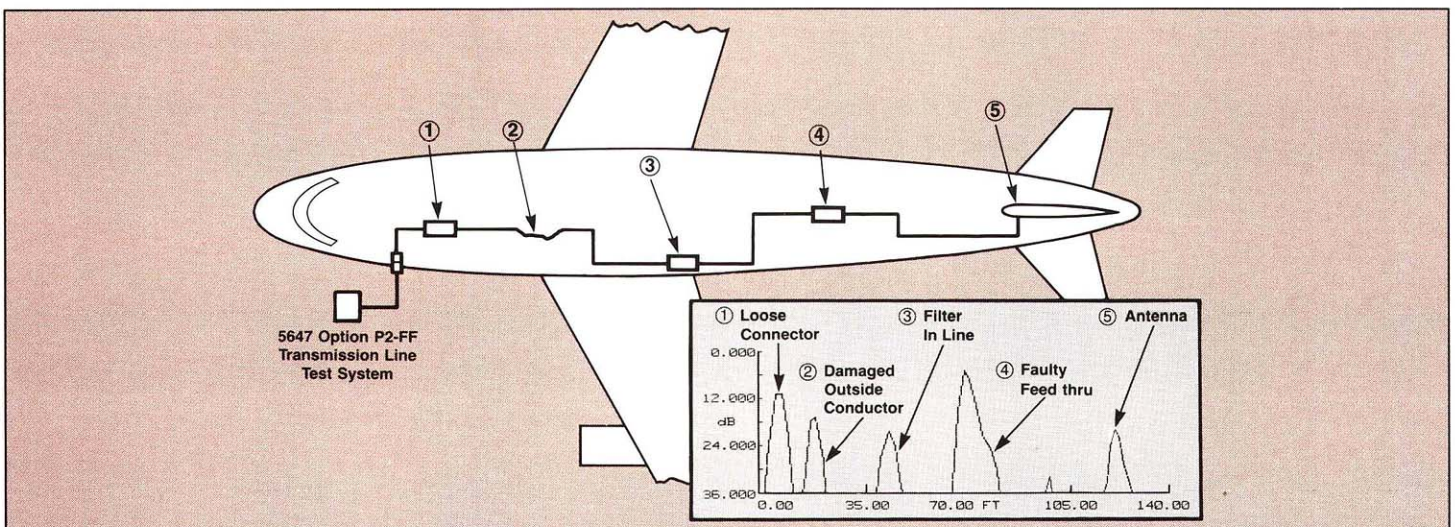 ①
②
③
④
⑤
5647 Option P2-FF
Transmission Line
Test System
① Loose
Connector
② Damaged
Outside
Conductor
③ Filter
In Line
④ Faulty
Feed thru
⑤ Antenna
0.000
12.000
dB
24.000
36.000
0.00 35.00 70.00 FT 105.00 140.00